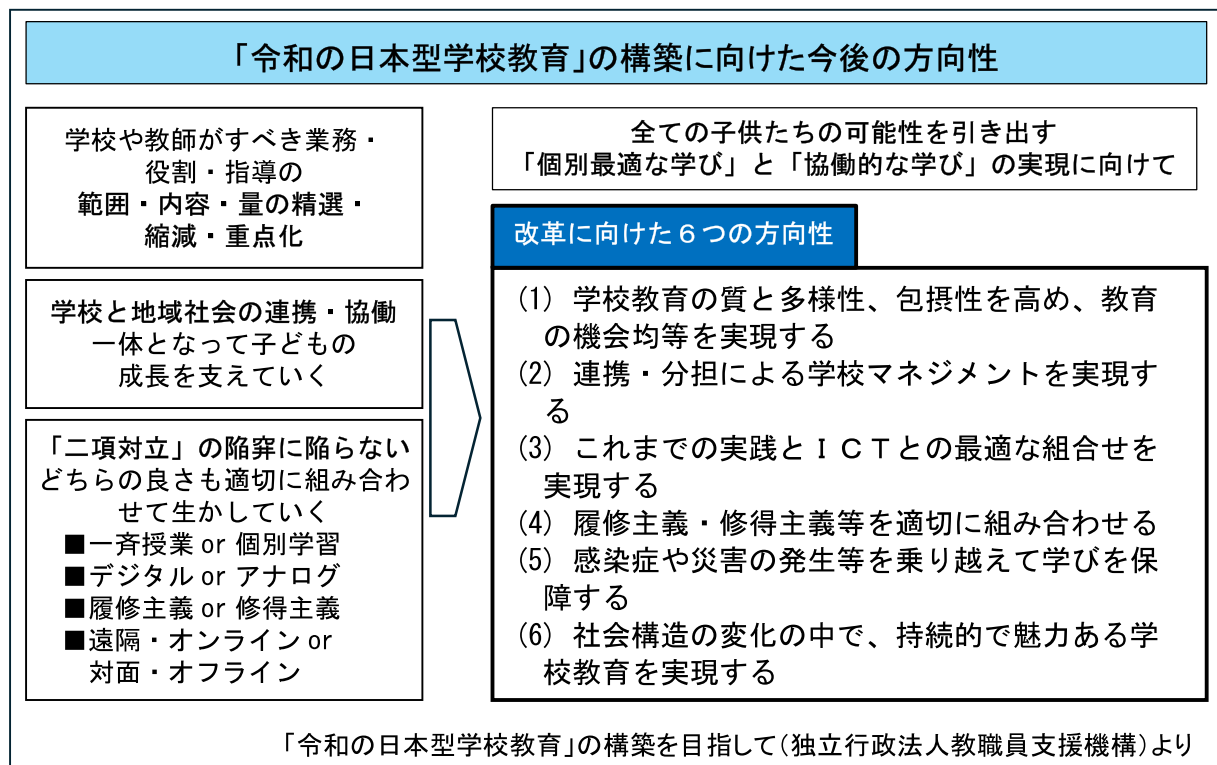 「令和の日本型学校教育」の構築に向けた今後の方向性
学校や教師がすべき業務・
役割・指導の
範囲・内容・量の精選・
縮減・重点化
学校と地域社会の連携・協働
一体となって子どもの
成長を支えていく
「二項対立」の陥穽に陥らない
どちらの良さも適切に組み合わ
せて生かしていく
■一斉授業 or 個別学習
■デジタル or アナログ
■履修主義 or 修得主義
■遠隔・オンライン or
対面・オフライン
全ての子供たちの可能性を引き出す
「個別最適な学び」と「協働的な学び」の実現に向けて
改革に向けた６つの方向性
(1) 学校教育の質と多様性、包摂性を高め、教育
の機会均等を実現する
(2) 連携・分担による学校マネジメントを実現す
る
(3) これまでの実践とＩＣＴとの最適な組合せを
実現する
(4) 履修主義・修得主義等を適切に組み合わせる
(5) 感染症や災害の発生等を乗り越えて学びを保
障する
(6) 社会構造の変化の中で、持続的で魅力ある学
校教育を実現する
「令和の日本型学校教育」の構築を目指して(独立行政法人教職員支援機構)より